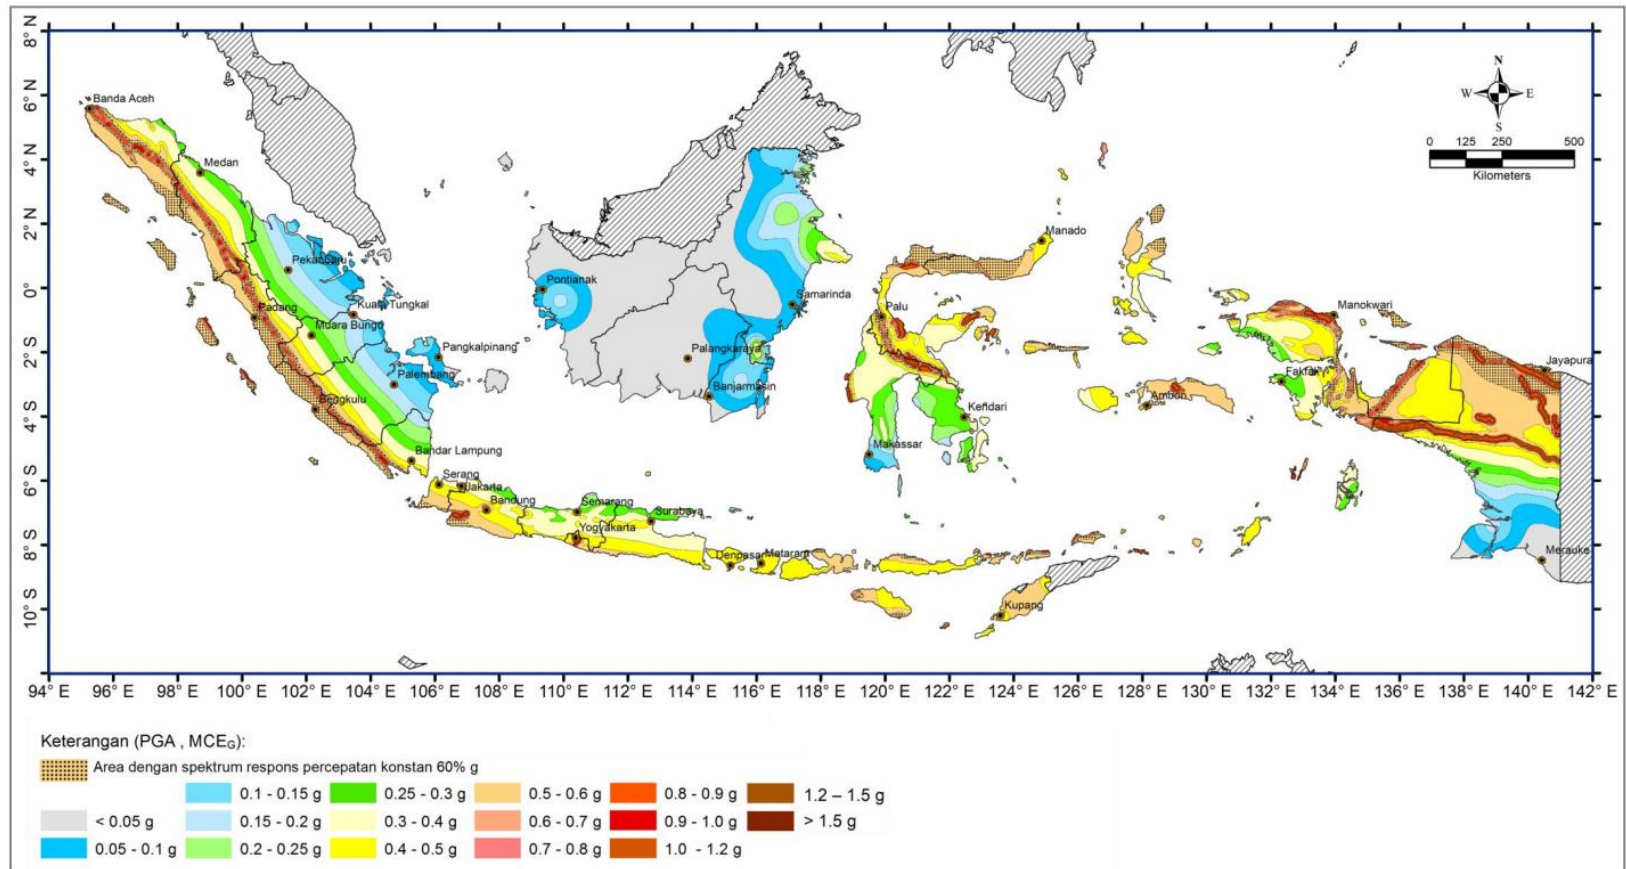 8° N
6° N
4° N
2° N
0°
2° S
4° S
6° S
8° S
10° S
N
W E
S
0 125 250 500
Kilometers
Banda Aceh
Medan
Pekanbaru
Padang
Kuala Tungkal
Muara Bungo
Pangkalpinang
Palembang
Bengkulu
Bandar Lampung
Serang
Jakarta
Bandung
Semarang
Yogyakarta
Surabaya
Denpasar
Mataram
Kupang
Pontianak
Samarinda
Palangkaraya
Banjarmasin
Manado
Palu
Kendari
Makassar
Ambon
Manokwari
Fakfak
Jayapura
Merauke
94° E 96° E 98° E 100° E 102° E 104° E 106° E 108° E 110° E 112° E 114° E 116° E 118° E 120° E 122° E 124° E 126° E 128° E 130° E 132° E 134° E 136° E 138° E 140° E 142° E
Keterangan (PGA , MCEG):
Area dengan spektrum respons percepatan konstan 60% g
0.1 - 0.15 g 0.25 - 0.3 g 0.5 - 0.6 g 0.8 - 0.9 g 1.2 – 1.5 g
< 0.05 g 0.15 - 0.2 g 0.3 - 0.4 g 0.6 - 0.7 g 0.9 - 1.0 g > 1.5 g
0.05 - 0.1 g 0.2 - 0.25 g 0.4 - 0.5 g 0.7 - 0.8 g 1.0 - 1.2 g